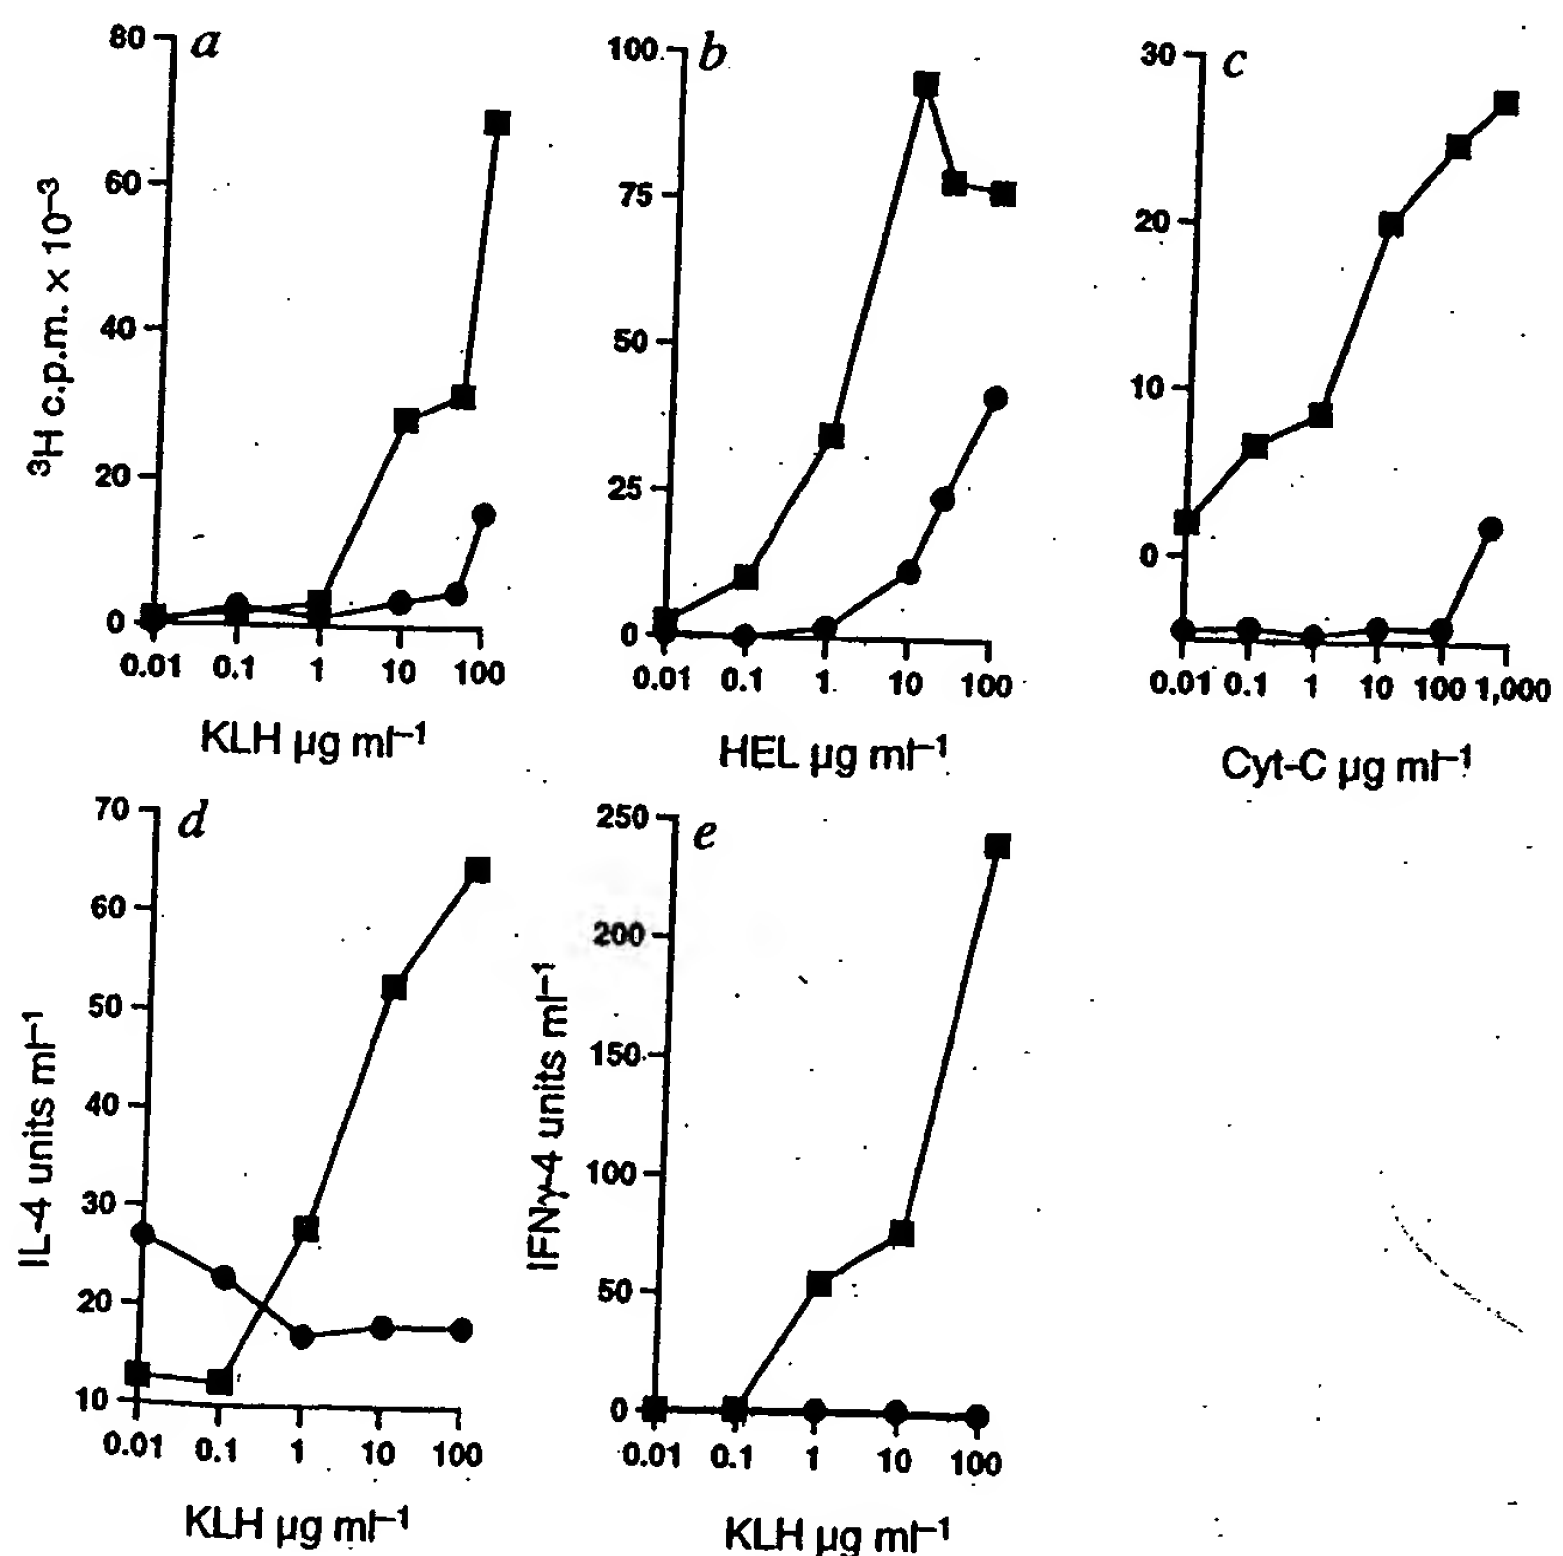 a
80
60
40
20
0
³H c.p.m. × 10⁻³
0.01 0.1 1 10 100
KLH µg ml⁻¹
b
100
75
50
25
0
0.01 0.1 1 10 100
HEL µg ml⁻¹
c
30
20
10
0
0.01 0.1 1 10 100 1,000
Cyt-C µg ml⁻¹
d
70
60
50
40
30
20
10
IL-4 units ml⁻¹
0.01 0.1 1 10 100
KLH µg ml⁻¹
e
250
200
150
100
50
0
IFNγ-4 units ml⁻¹
0.01 0.1 1 10 100
KLH µg ml⁻¹